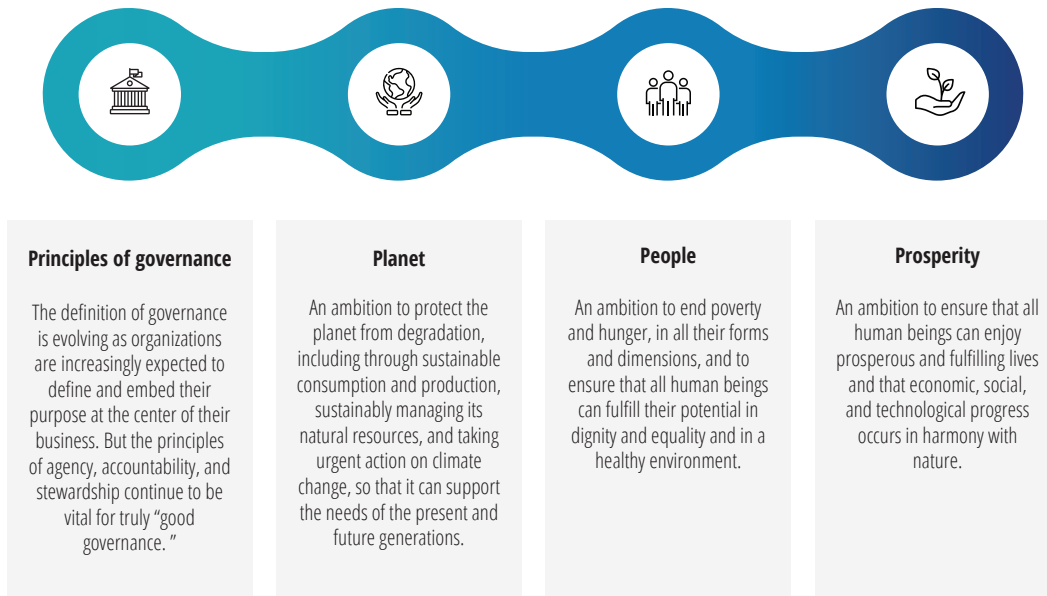 Principles of governance
The definition of governance
is evolving as organizations
are increasingly expected to
define and embed their
purpose at the center of their
business. But the principles
of agency, accountability, and
stewardship continue to be
vital for truly “good
governance. ”
Planet
An ambition to protect the
planet from degradation,
including through sustainable
consumption and production,
sustainably managing its
natural resources, and taking
urgent action on climate
change, so that it can support
the needs of the present and
future generations.
People
An ambition to end poverty
and hunger, in all their forms
and dimensions, and to
ensure that all human beings
can fulfill their potential in
dignity and equality and in a
healthy environment.
Prosperity
An ambition to ensure that all
human beings can enjoy
prosperous and fulfilling lives
and that economic, social,
and technological progress
occurs in harmony with
nature.